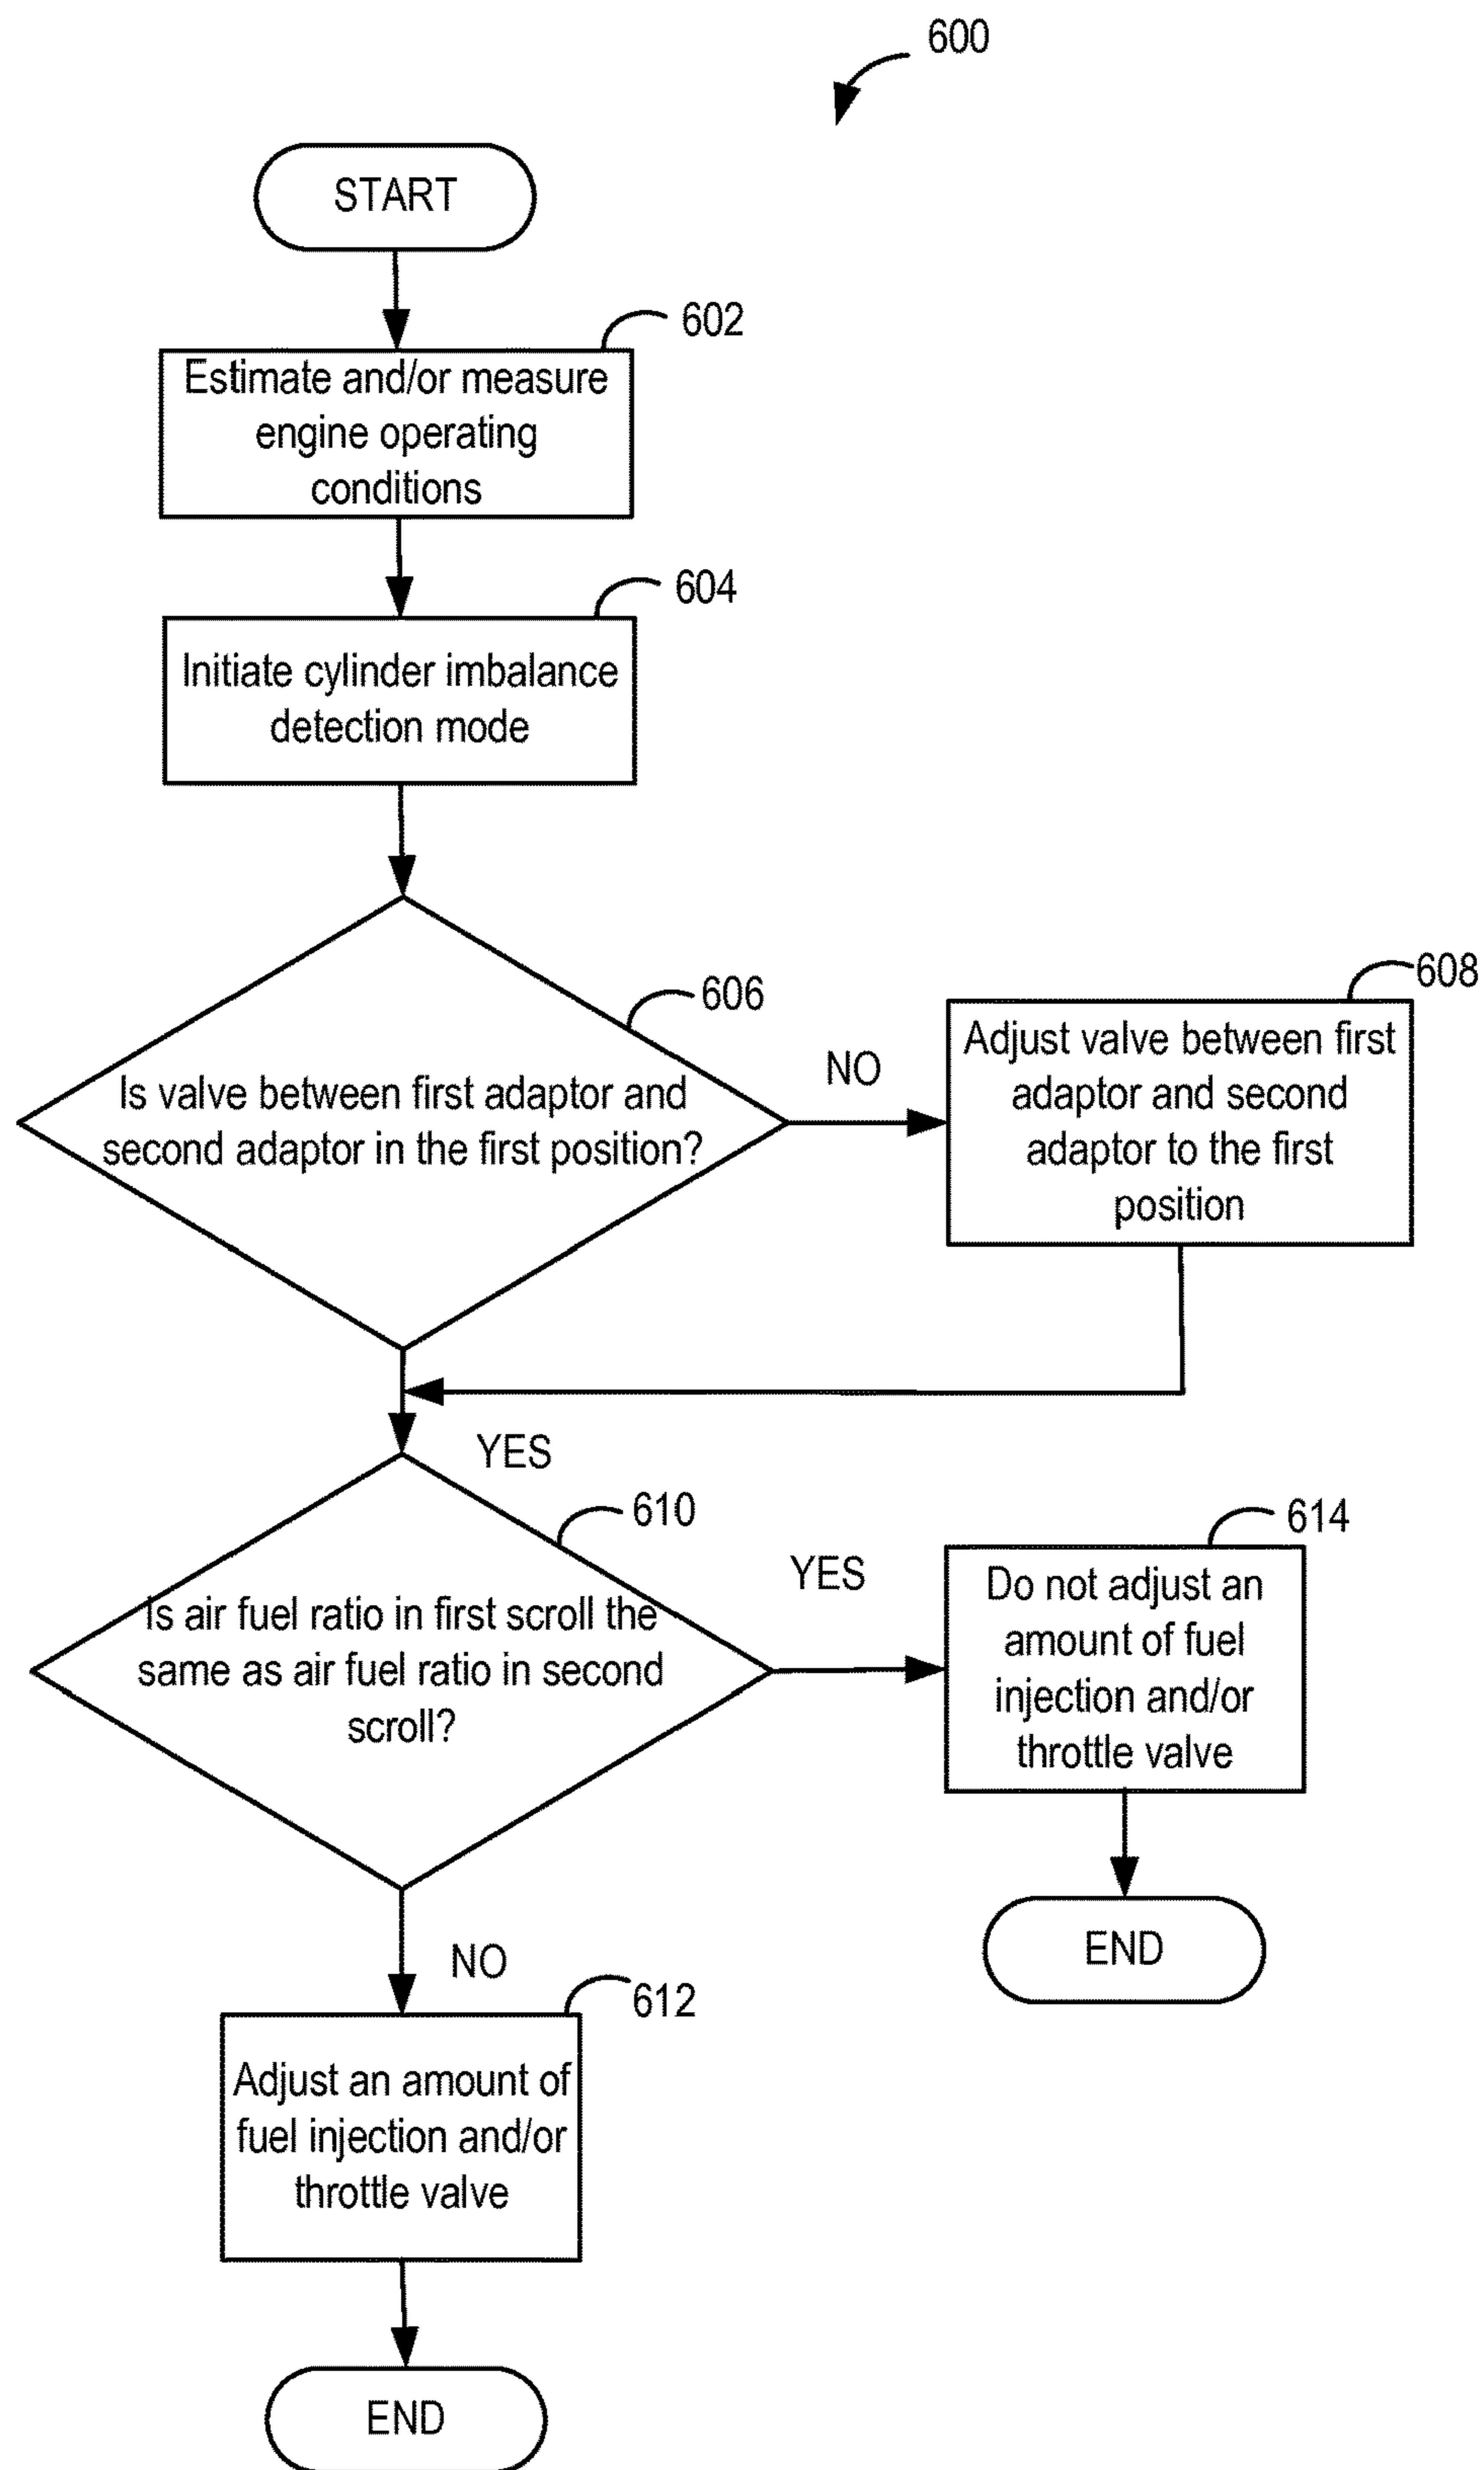 600
START
602
Estimate and/or measure
engine operating
conditions
604
Initiate cylinder imbalance
detection mode
606
Is valve between first adaptor and
second adaptor in the first position?
NO
608
Adjust valve between first
adaptor and second
adaptor to the first
position
YES
610
Is air fuel ratio in first scroll the
same as air fuel ratio in second
scroll?
YES
614
Do not adjust an
amount of fuel
injection and/or
throttle valve
END
NO
612
Adjust an amount of
fuel injection and/or
throttle valve
END